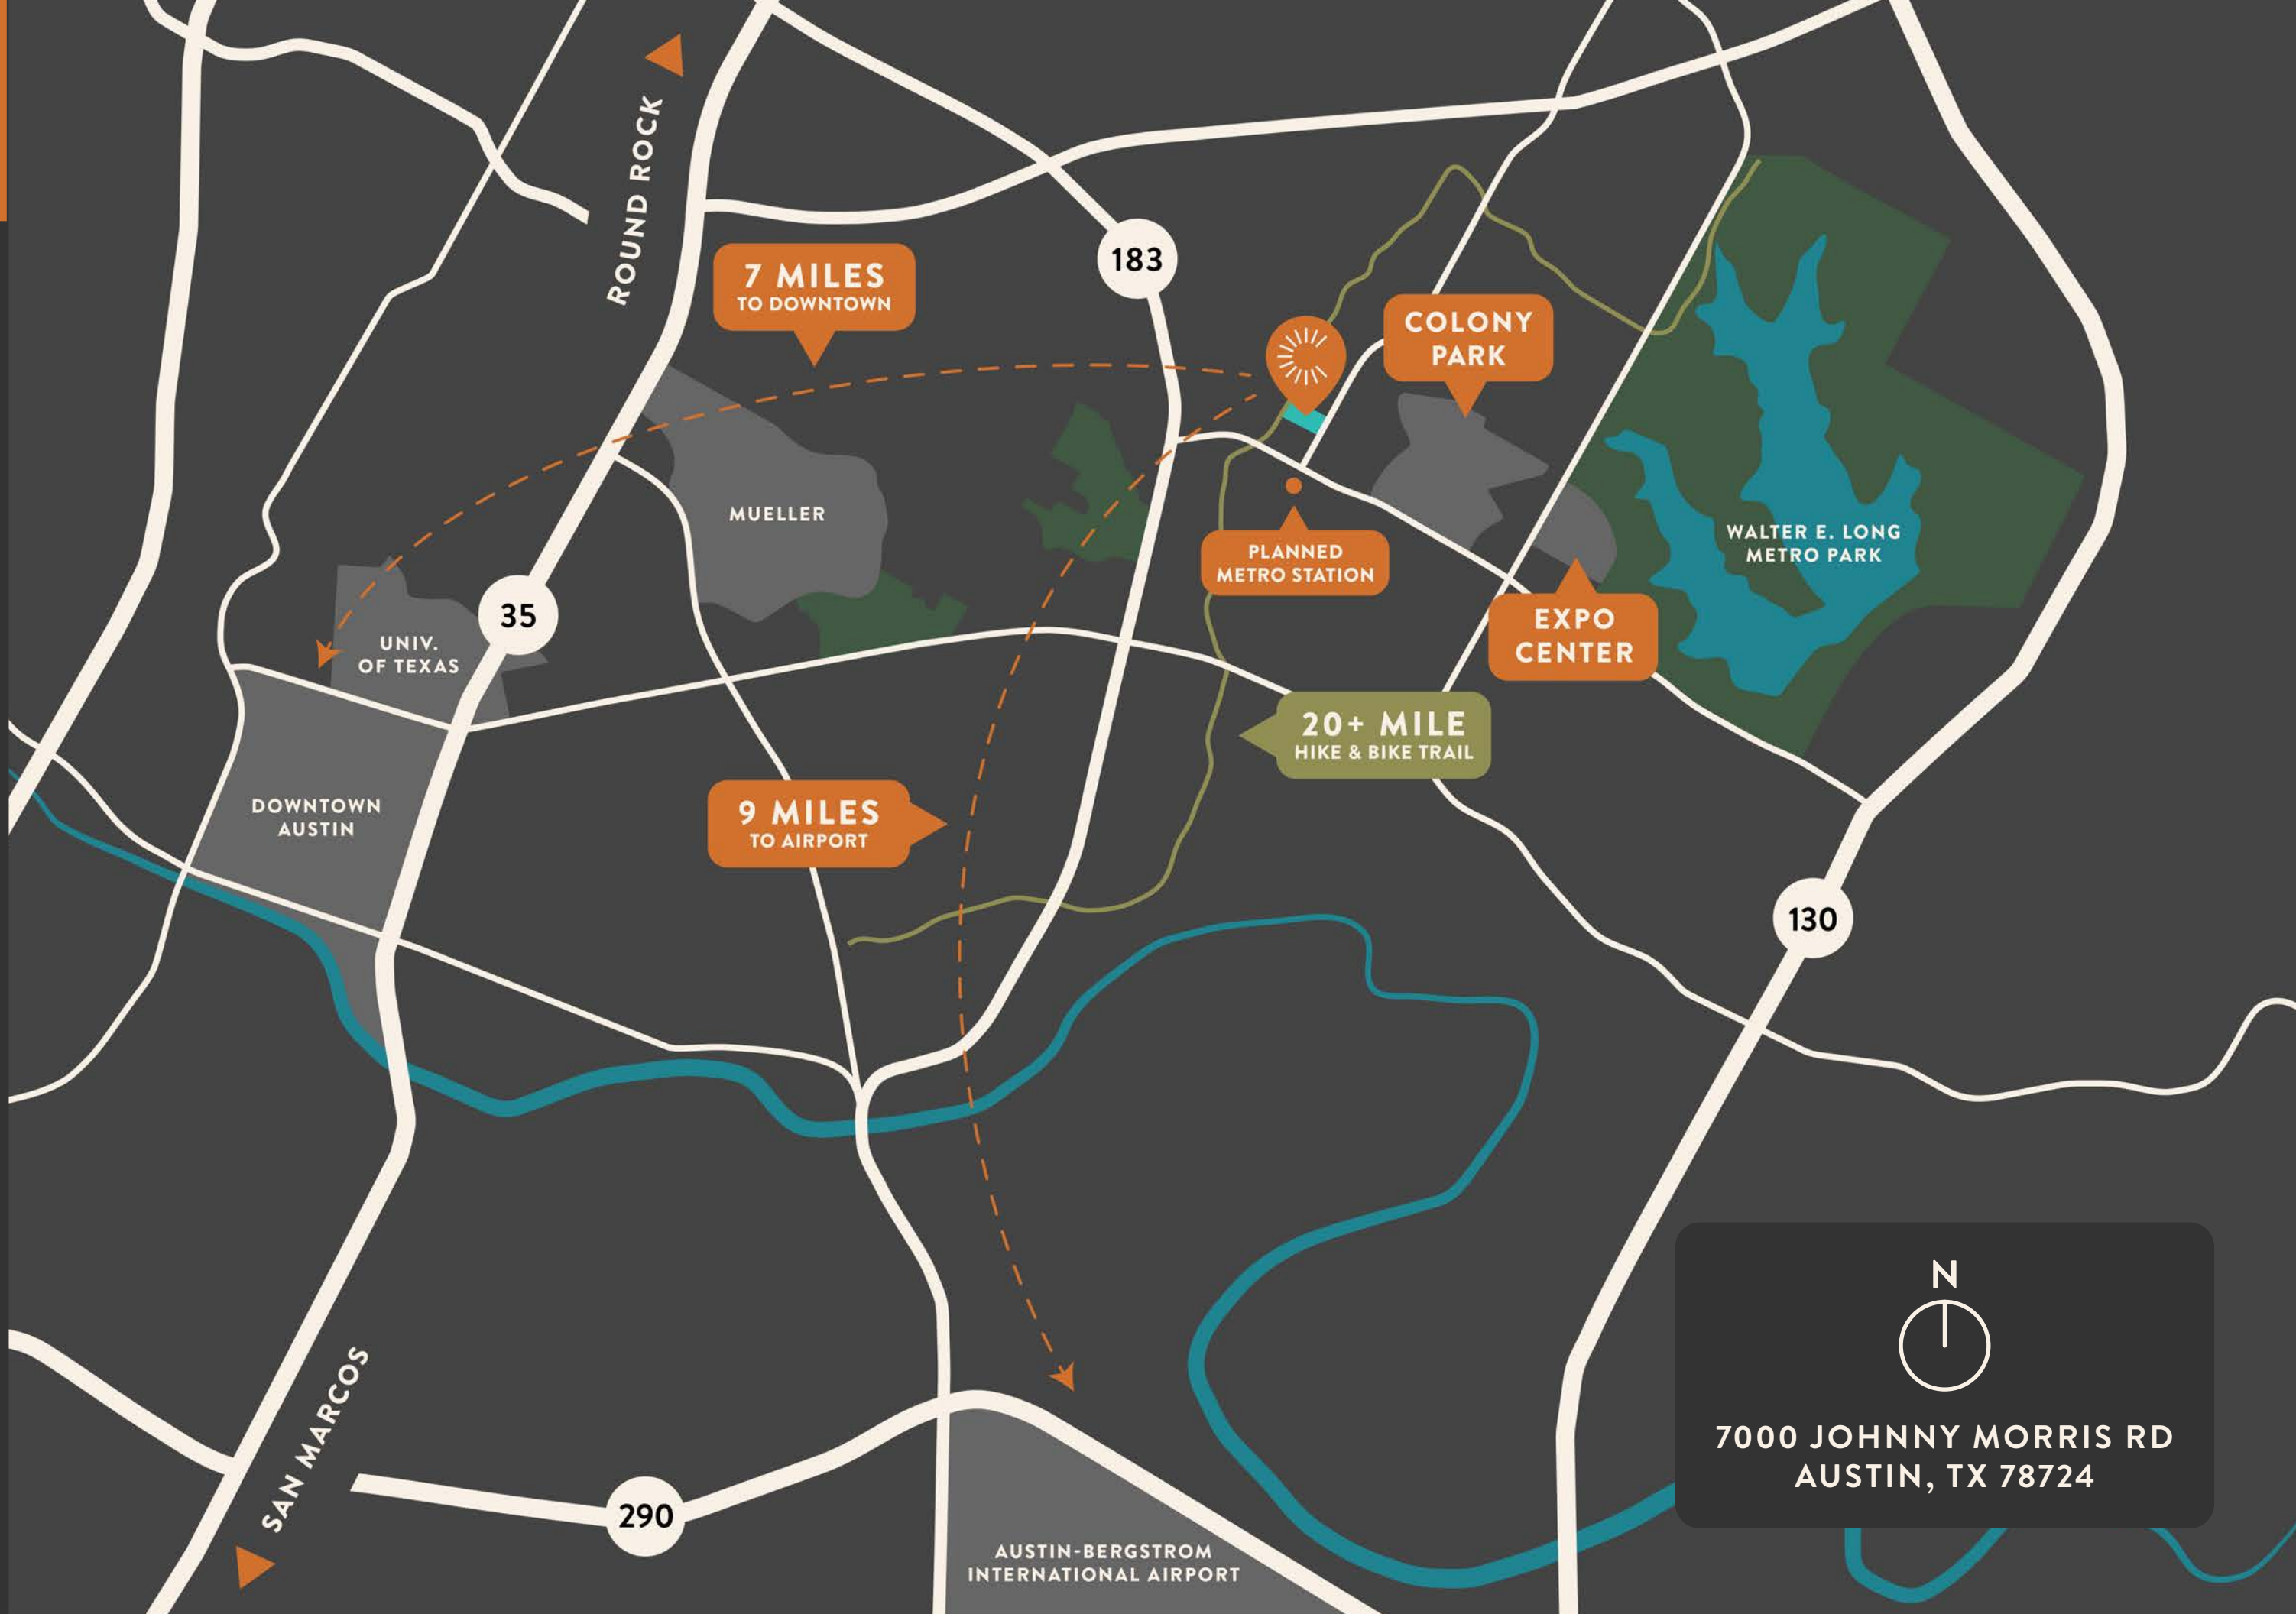 ROUND ROCK
183
7 MILES
TO DOWNTOWN
COLONY
PARK
MUELLER
WALTER E. LONG
METRO PARK
PLANNED
METRO STATION
35
UNIV.
OF TEXAS
EXPO
CENTER
20+ MILE
HIKE & BIKE TRAIL
DOWNTOWN
AUSTIN
9 MILES
TO AIRPORT
130
N
7000 JOHNNY MORRIS RD
AUSTIN, TX 78724
SAN MARCOS
290
AUSTIN-BERGSTROM
INTERNATIONAL AIRPORT